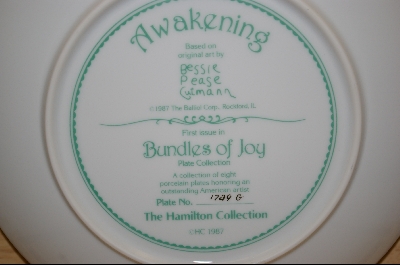 Awakening
Based on
original art by
Bessie
Pease
Gutmann
©1987 The Balliol Corp., Rockford, IL
First issue in
Bundles of Joy
Plate Collection
A collection of eight
porcelain plates honoring an
outstanding American artist
Plate No. 1749 G
The Hamilton Collection
©HC 1987